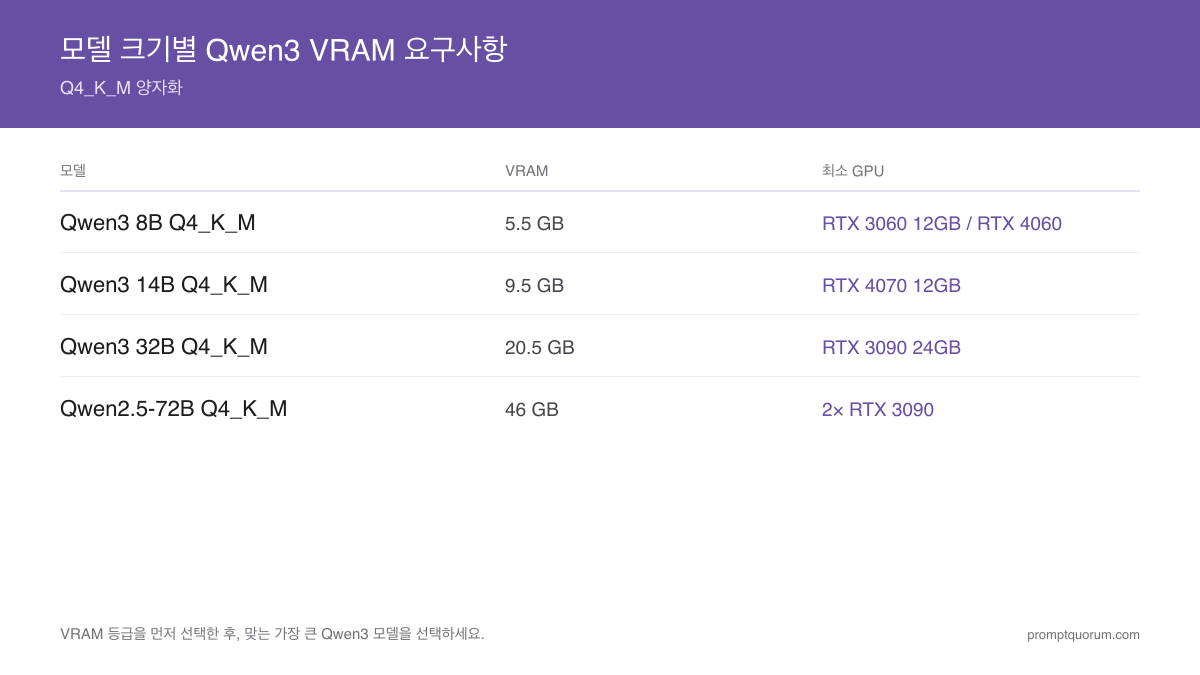 모델 크기별 Qwen3 VRAM 요구사항
Q4_K_M 양자화
모델 VRAM 최소 GPU
Qwen3 8B Q4_K_M 5.5 GB RTX 3060 12GB / RTX 4060
Qwen3 14B Q4_K_M 9.5 GB RTX 4070 12GB
Qwen3 32B Q4_K_M 20.5 GB RTX 3090 24GB
Qwen2.5-72B Q4_K_M 46 GB 2× RTX 3090
VRAM 등급을 먼저 선택한 후, 맞는 가장 큰 Qwen3 모델을 선택하세요. promptquorum.com